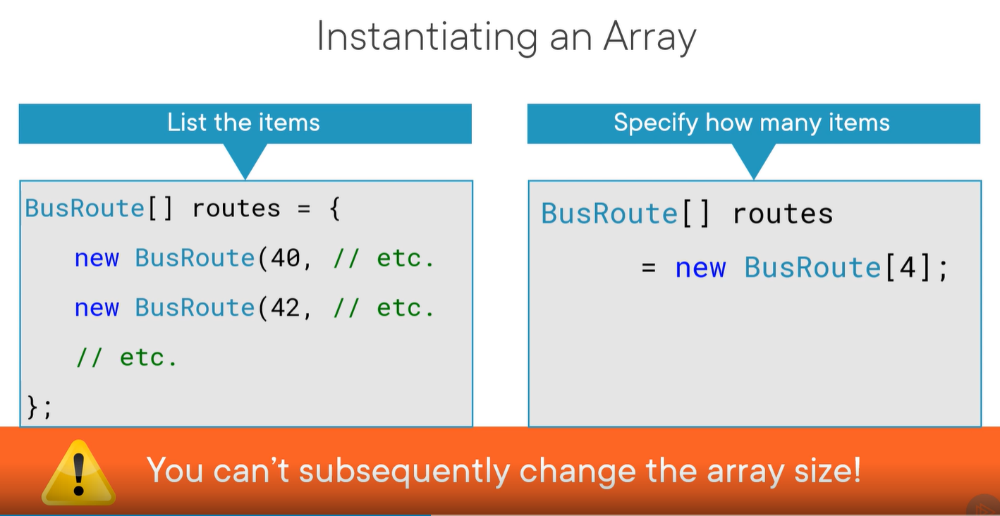 Instantiating an Array
List the items
BusRoute[] routes = {
new BusRoute(40, // etc.
new BusRoute(42, // etc.
// etc.
};
Specify how many items
BusRoute[] routes
= new BusRoute[4];
You can’t subsequently change the array size!